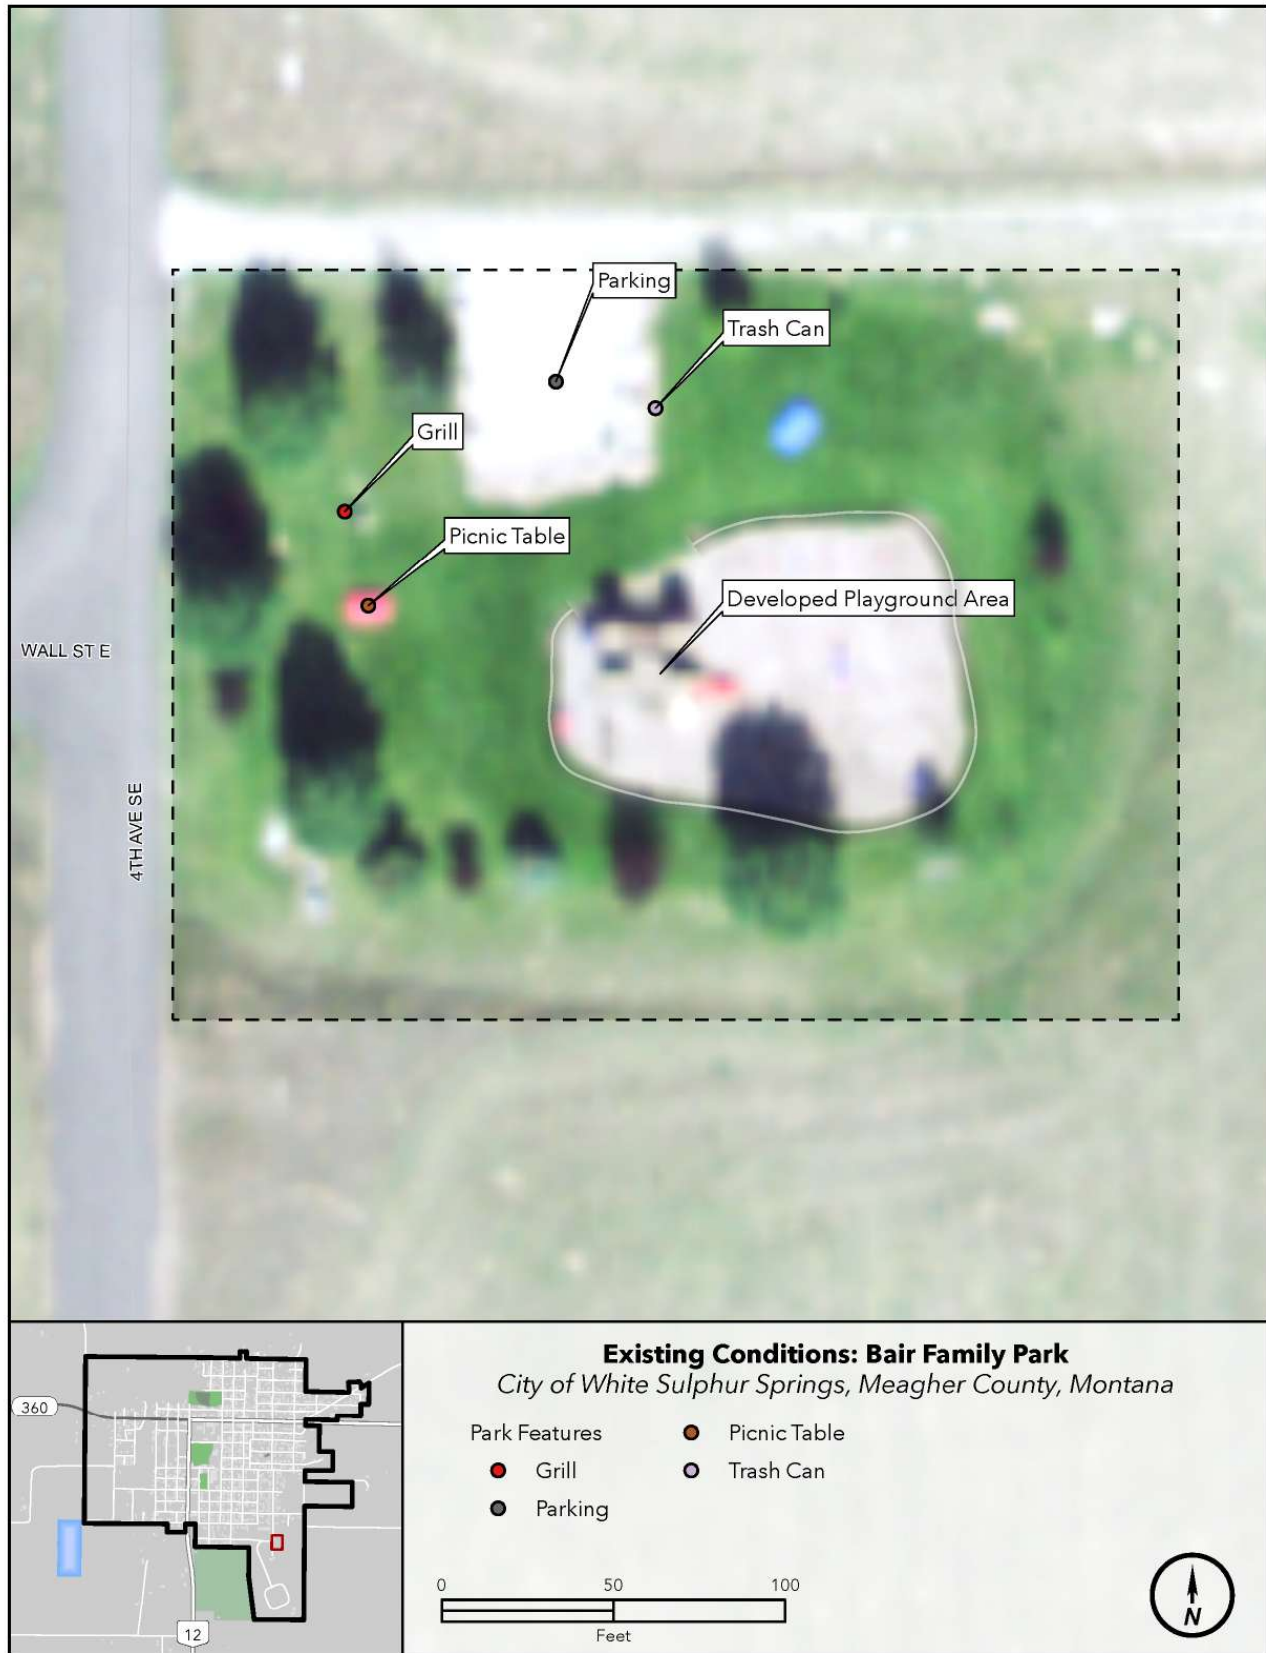 Parking
Trash Can
Grill
Picnic Table
Developed Playground Area
WALL ST E
4TH AVE SE
Existing Conditions: Bair Family Park
City of White Sulphur Springs, Meagher County, Montana
Park Features
Grill
Parking
Picnic Table
Trash Can
0 50 100
Feet
N
360
12